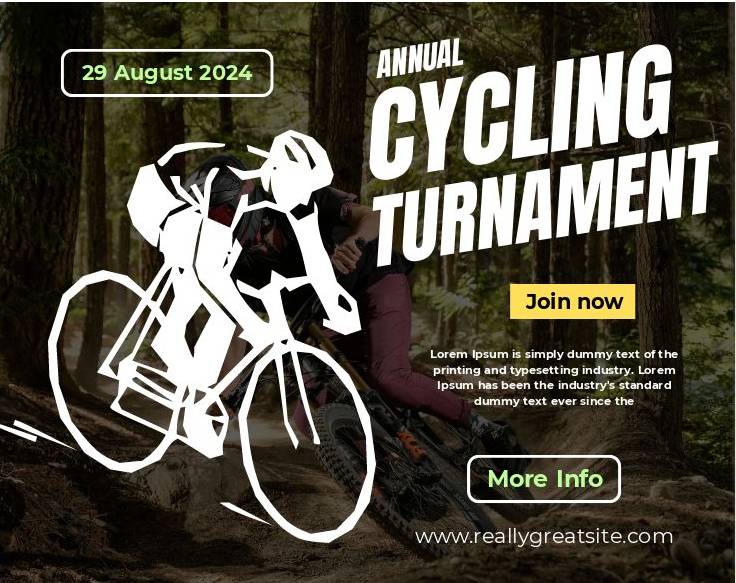 29 August 2024
ANNUAL
CYCLING
TURNAMENT
Join now
Lorem Ipsum is simply dummy text of the
printing and typesetting industry. Lorem
Ipsum has been the industry's standard
dummy text ever since the
More Info
www.reallygreatsite.com